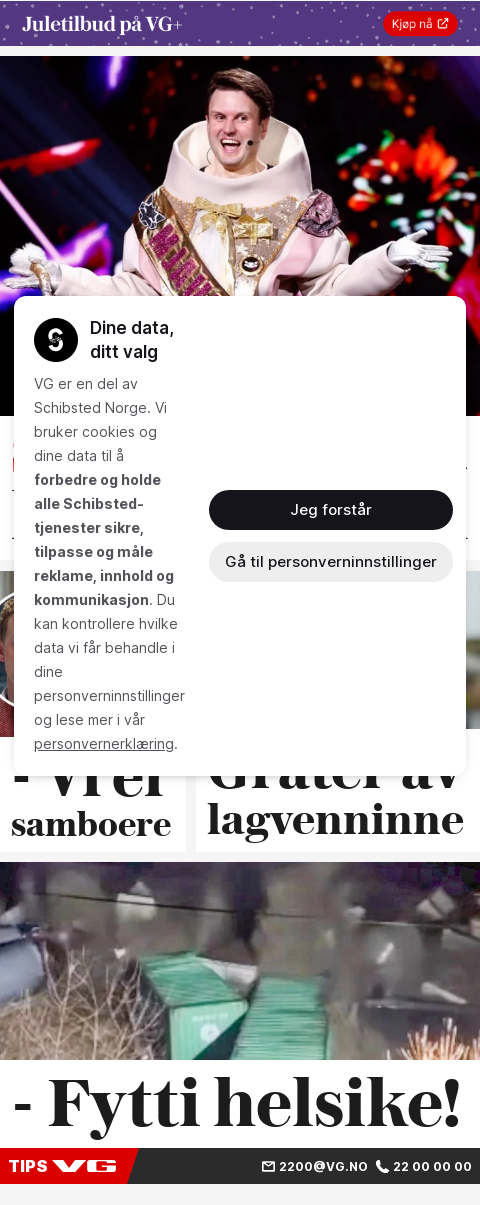 Juletilbud på VG+
Kjøp nå
Dine data,
ditt valg
VG er en del av
Schibsted Norge. Vi
bruker cookies og
dine data til å
forbedre og holde
alle Schibsted-
tjenester sikre,
tilpasse og måle
reklame, innhold og
kommunikasjon. Du
kan kontrollere hvilke
data vi får behandle i
dine
personverninnstillinger
og lese mer i vår
personvernerklæring.
Jeg forstår
Gå til personverninnstillinger
- Vi er
samboere
Gråter av
lagvenninne
- Fytti helsike!
TIPS VG
2200@VG.NO 22 00 00 00